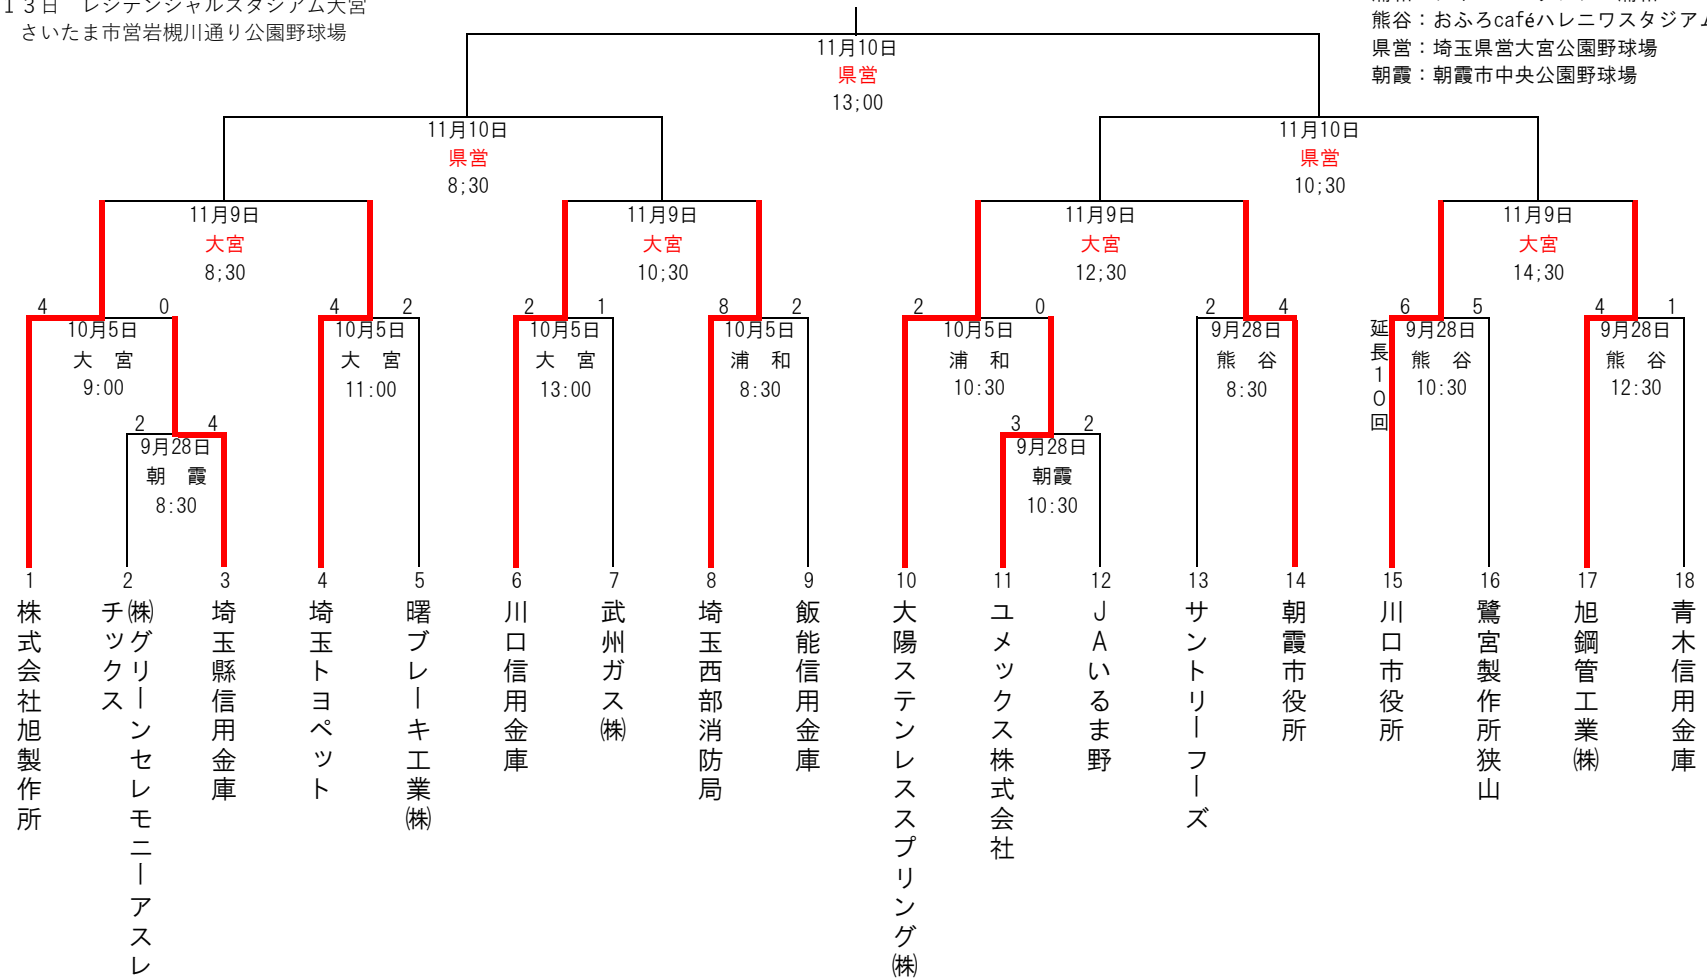 １３日　レジデンシャルスタジアム大宮
さいたま市営岩槻川通り公園野球場
熊谷：おふろcaféハレニワスタジアム
県営：埼玉県営大宮公園野球場
朝霞：朝霞市中央公園野球場
11月10日
県営
13;00
11月10日
県営
8;30
11月10日
県営
10;30
11月9日
大宮
8;30
11月9日
大宮
10;30
11月9日
大宮
12;30
11月9日
大宮
14;30
4 0
10月5日
大　宮
9:00
4 2
10月5日
大　宮
11:00
2 1
10月5日
大　宮
13:00
8 2
10月5日
浦　和
8:30
2 0
10月5日
浦　和
10:30
2 4
9月28日
熊　谷
8:30
6 5
延長１０回
9月28日
熊　谷
10:30
4 1
9月28日
熊　谷
12:30
2 4
9月28日
朝　霞
8:30
3 2
9月28日
朝霞
10:30
1
株式会社旭製作所
2
㈱グリーンセレモニーアスレ
チックス
3
埼玉縣信用金庫
4
埼玉トヨペット
5
曙ブレーキ工業㈱
6
川口信用金庫
7
武州ガス㈱
8
埼玉西部消防局
9
飯能信用金庫
10
大陽ステンレススプリング㈱
11
ユメックス株式会社
12
ＪＡいるま野
13
サントリーフーズ
14
朝霞市役所
15
川口市役所
16
鷺宮製作所狭山
17
旭鋼管工業㈱
18
青木信用金庫